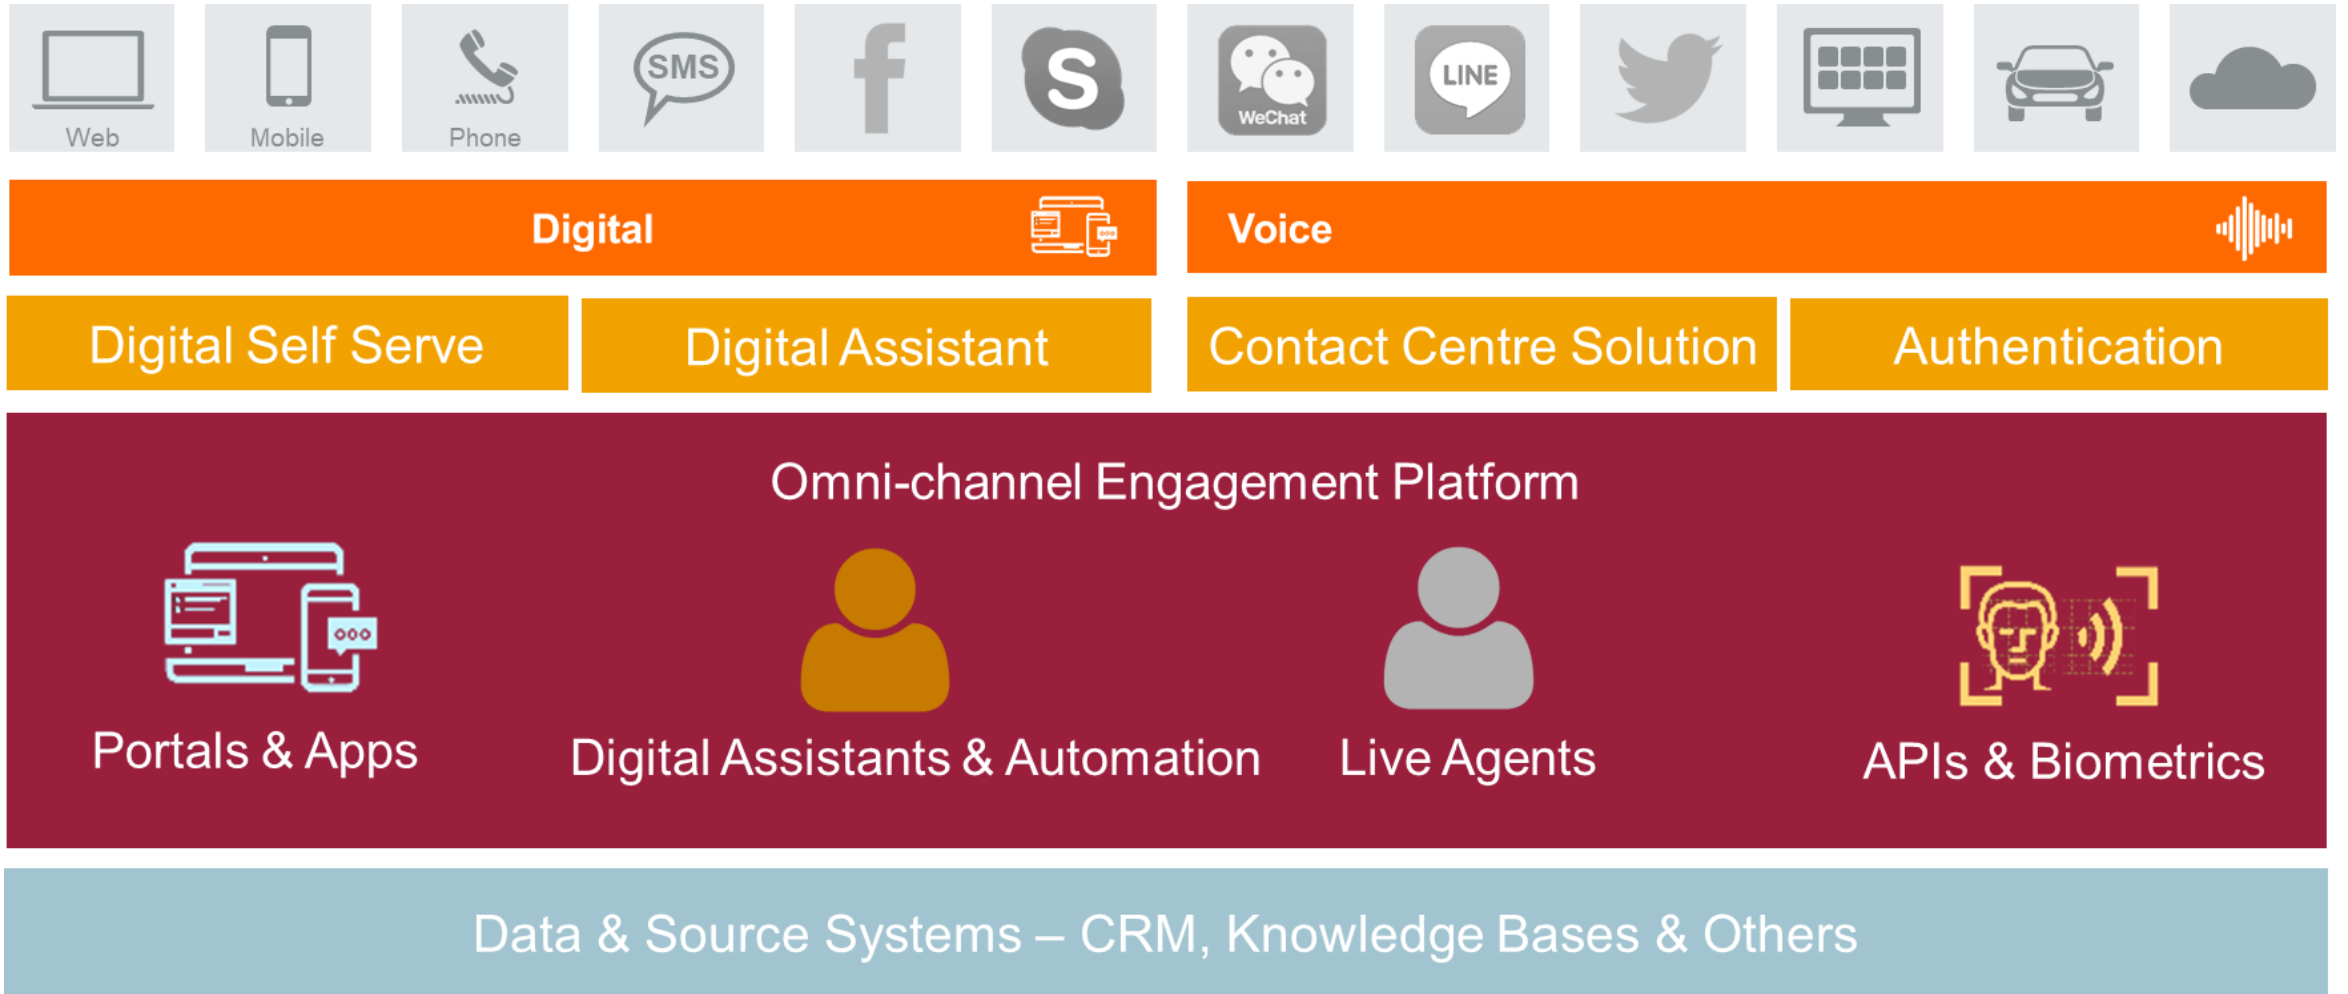 SMS
S
LINE
WeChat
Web
Mobile
Phone
Digital
Voice
Digital Self Serve
Digital Assistant
Contact Centre Solution
Authentication
Omni-channel Engagement Platform
Portals & Apps
Digital Assistants & Automation
Live Agents
APIs & Biometrics
Data & Source Systems – CRM, Knowledge Bases & Others